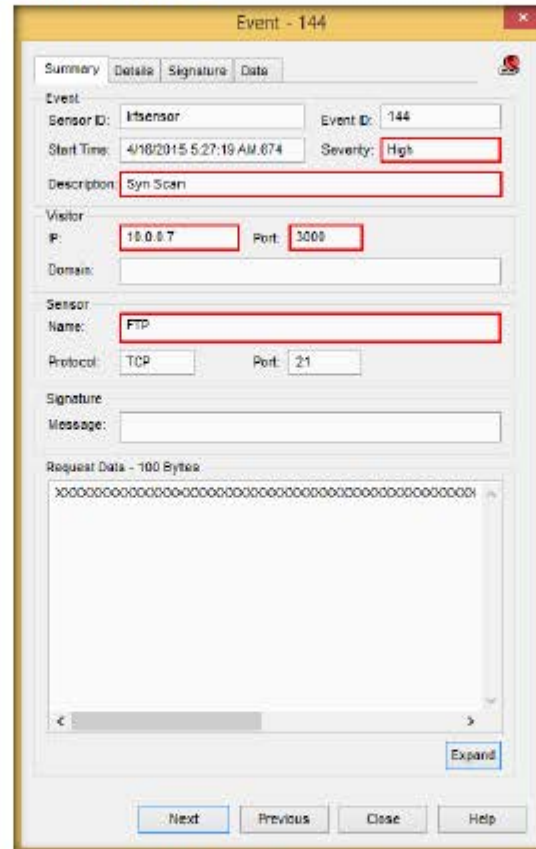 Event - 144
Summary Details Signature Data
Event
Sensor ID: kfsensor Event ID: 144
Start Time: 4/16/2015 5:27:19 AM.674 Severity: High
Description: Syn Scan
Visitor
IP: 10.0.0.7 Port: 3000
Domain:
Sensor
Name: FTP
Protocol: TCP Port: 21
Signature
Message:
Request Data - 100 Bytes
Expand
Next Previous Close Help